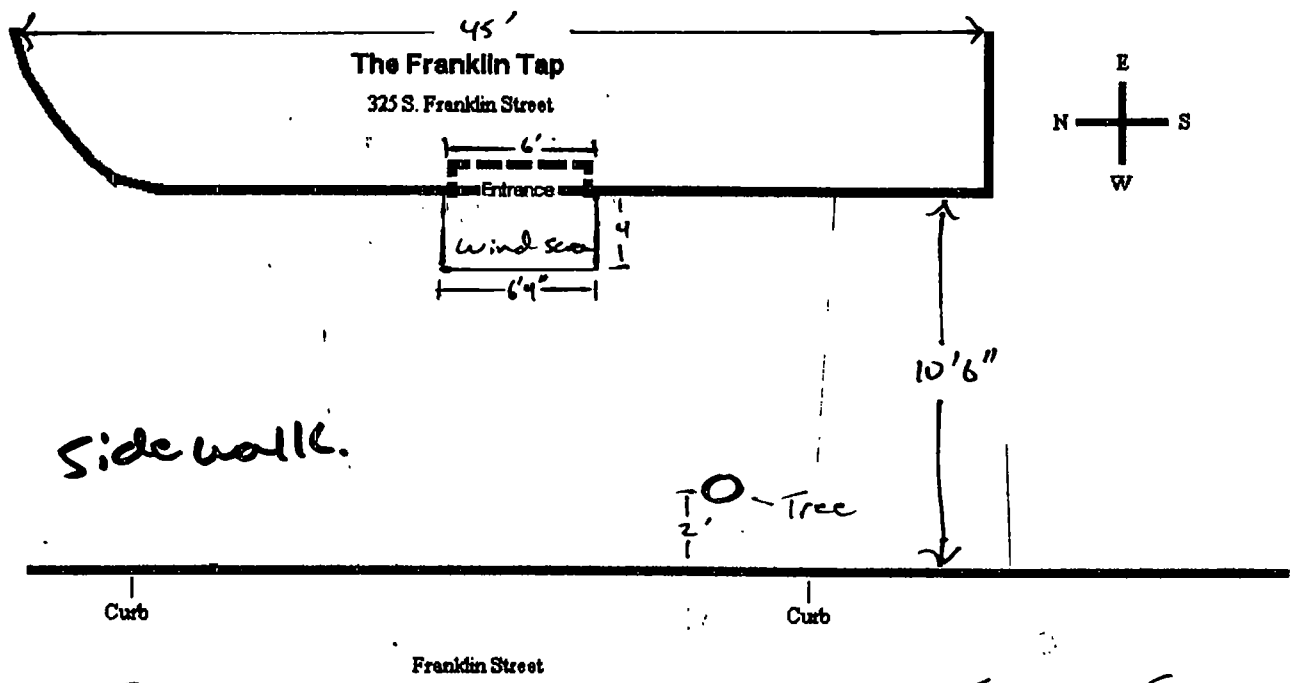 45'
The Franklin Tap
325 S. Franklin Street
E
N S
W
6'
Entrance
4
wind
6'4"
10'6"
Sidewalk.
Tree
2'
Curb
Curb
Franklin Street